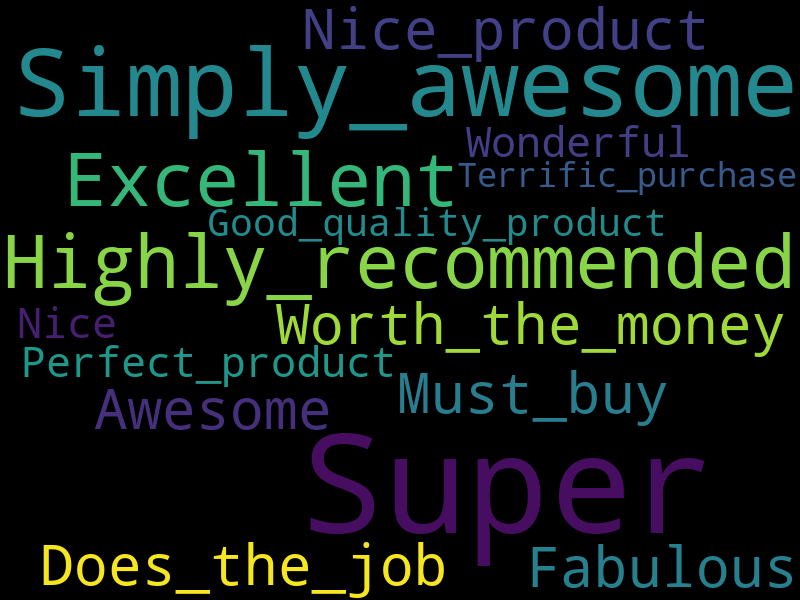 Nice_product
Simply_awesome
Wonderful
Excellent
Terrific_purchase
Good_quality_product
Highly_recommended
Nice
Worth_the_money
Perfect_product
Must_buy
Awesome
Super
Does_the_job
Fabulous